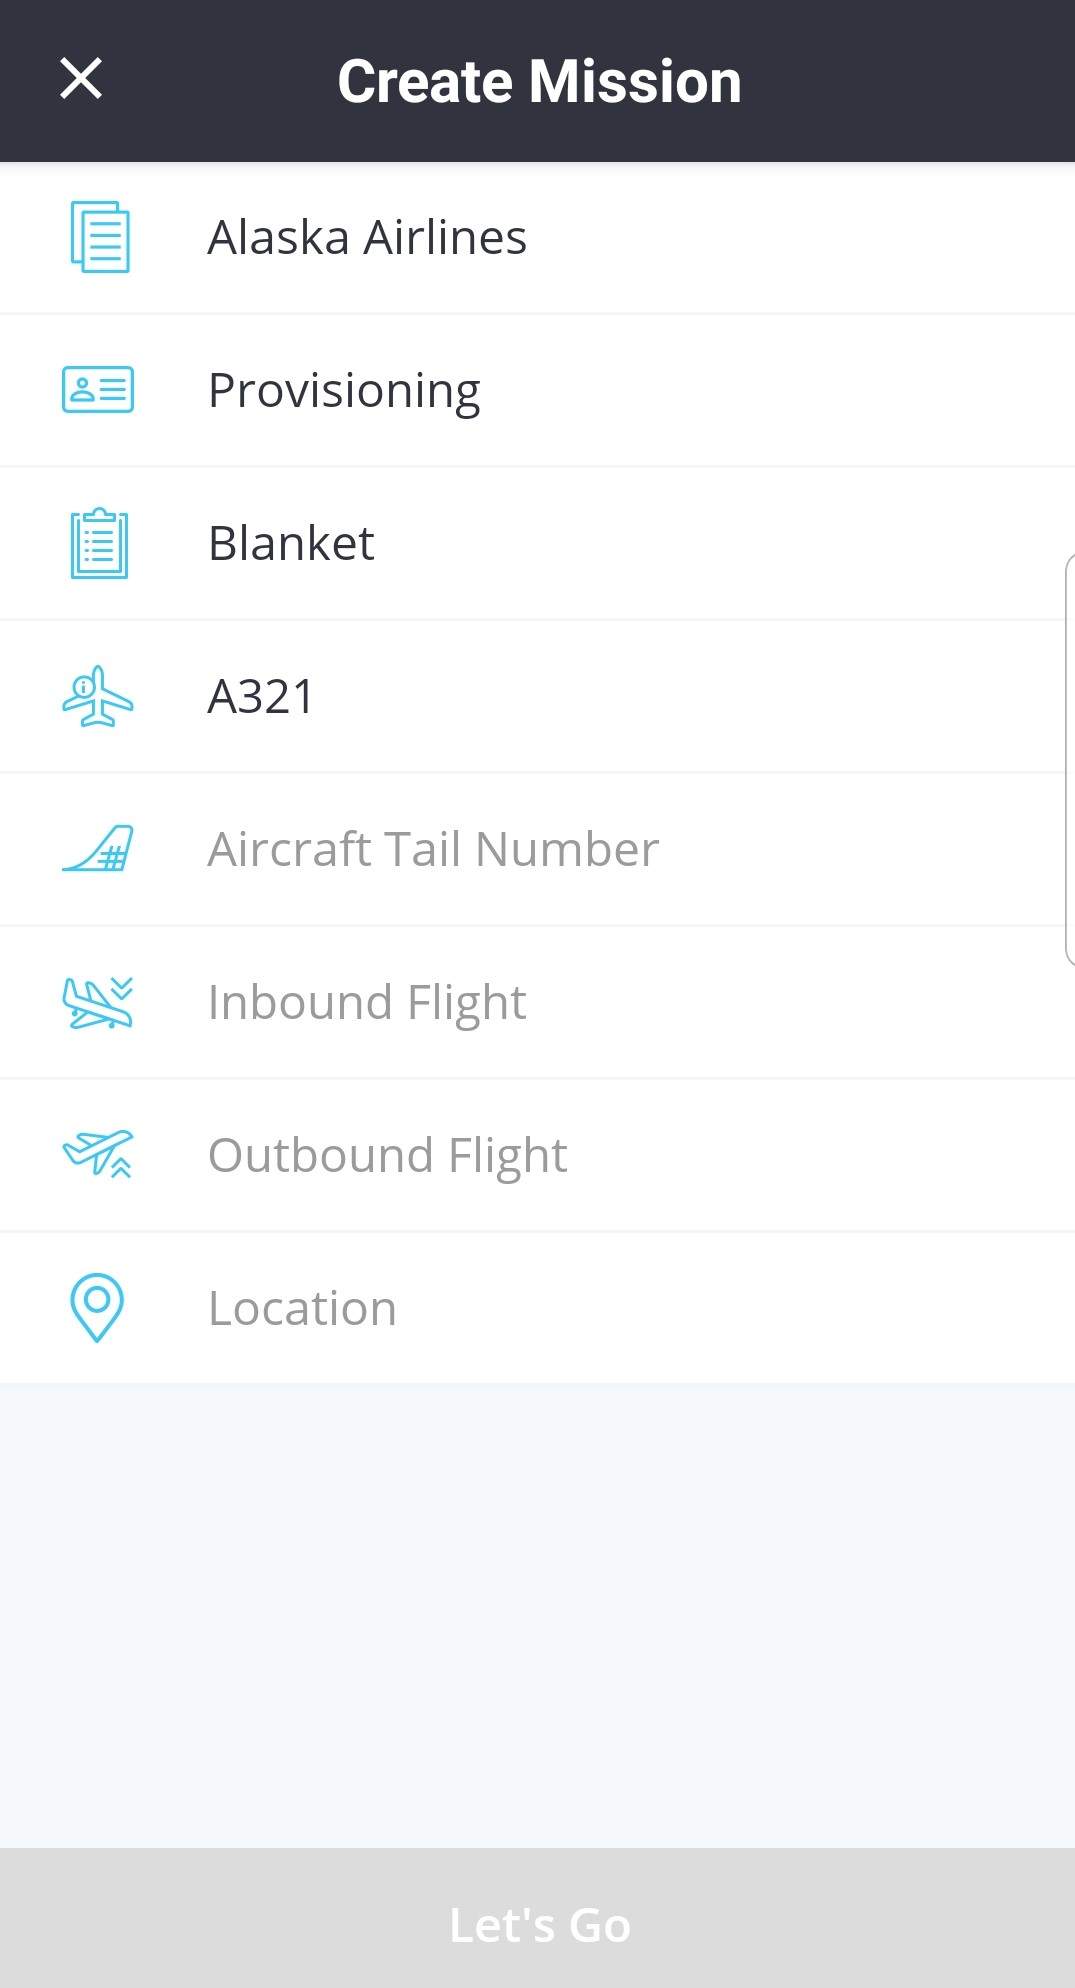 Create Mission
Alaska Airlines
Provisioning
Blanket
A321
Aircraft Tail Number
Inbound Flight
Outbound Flight
Location
Let's Go